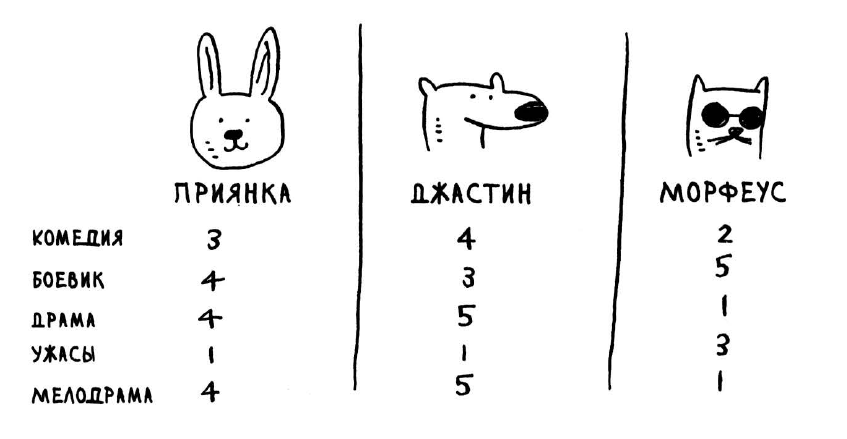 ПРИЯНКА ДЖАСТИН МОРФЕУС
КОМЕДИЯ 3 4 2
БОЕВИК 4 3 5
ДРАМА 4 5 1
УЖАСЫ 1 1 3
МЕЛОДРАМА 4 5 1